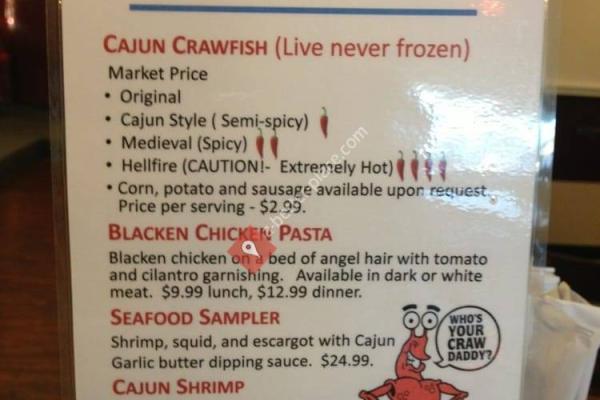 CAJUN CRAWFISH (Live never frozen)
Market Price
• Original
• Cajun Style ( Semi-spicy)
• Medieval (Spicy)
• Hellfire (CAUTION!- Extremely Hot)
• Corn, potato and sausage available upon request
Price per serving - $2.99.
BLACKEN CHICKEN PASTA
Blacken chicken on a bed of angel hair with tomato
and cilantro garnishing. Available in dark or white
meat. $9.99 lunch, $12.99 dinner.
SEAFOOD SAMPLER
Shrimp, squid, and escargot with Cajun
Garlic butter dipping sauce. $24.99.
WHO'S
YOUR
CRAW
DADDY?
CAJUN SHRIMP